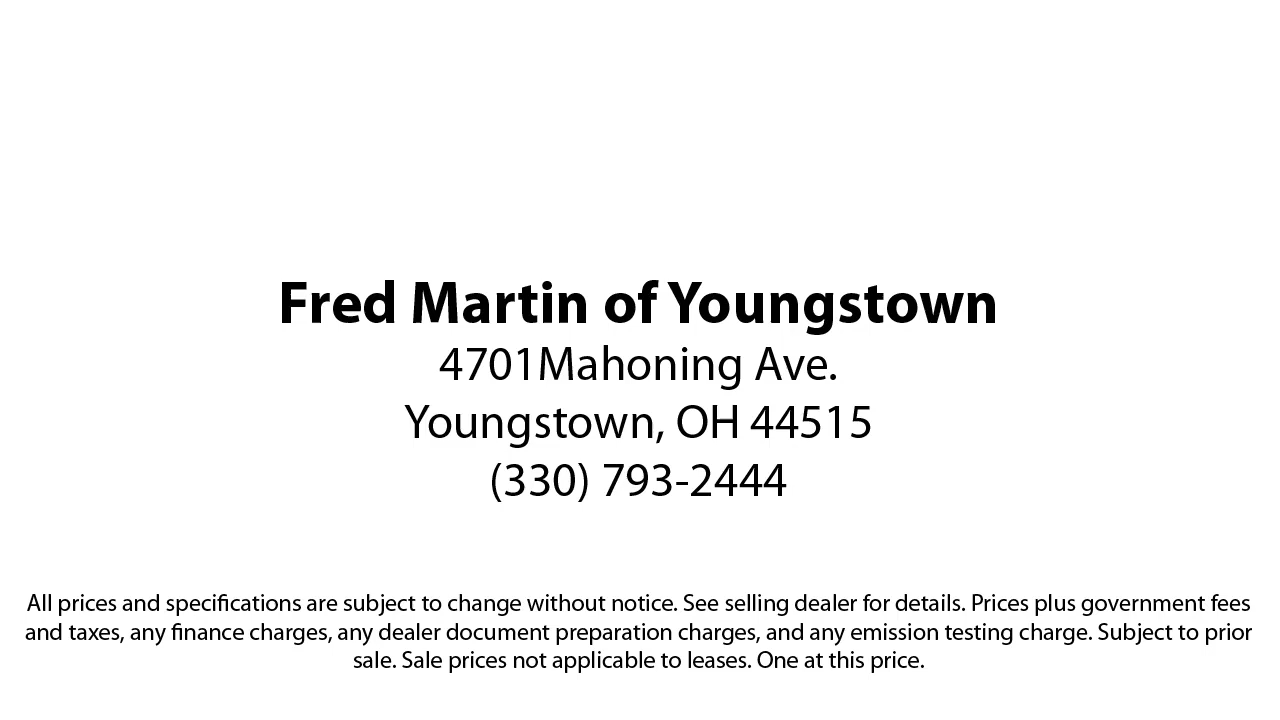 Fred Martin of Youngstown
4701Mahoning Ave.
Youngstown, OH 44515
(330) 793-2444
All prices and specifications are subject to change without notice. See selling dealer for details. Prices plus government fees
and taxes, any finance charges, any dealer document preparation charges, and any emission testing charge. Subject to prior
sale. Sale prices not applicable to leases. One at this price.